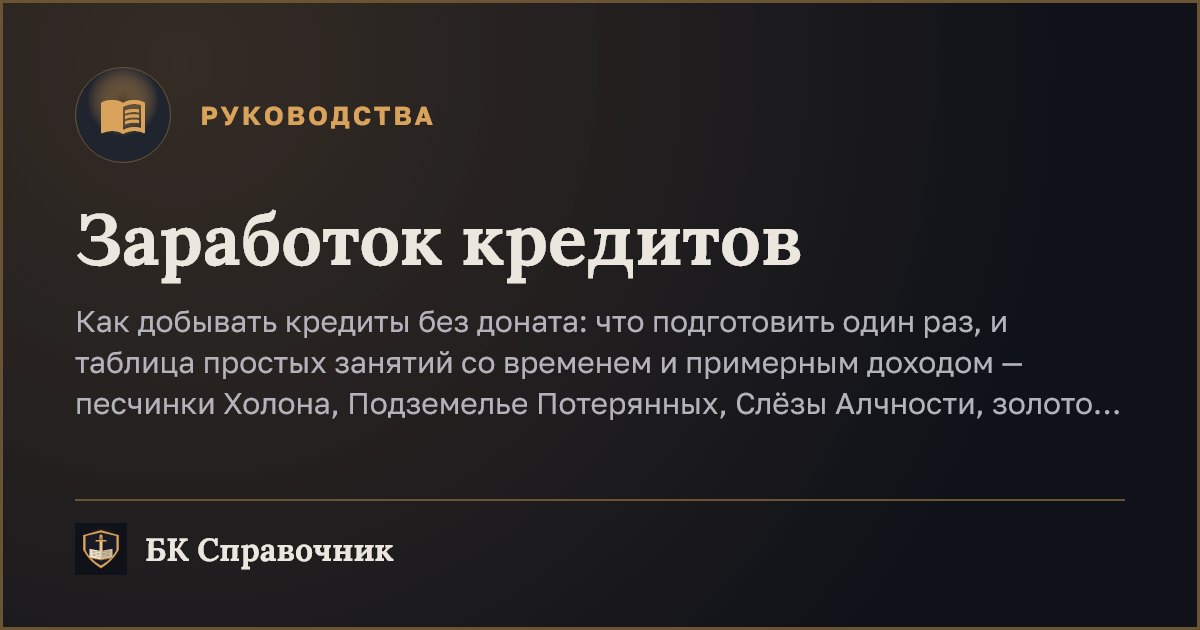 РУКОВОДСТВА
Заработок кредитов
Как добывать кредиты без доната: что подготовить один раз, и
таблица простых занятий со временем и примерным доходом —
песчинки Холона, Подземелье Потерянных, Слёзы Алчности, золото…
БК Справочник